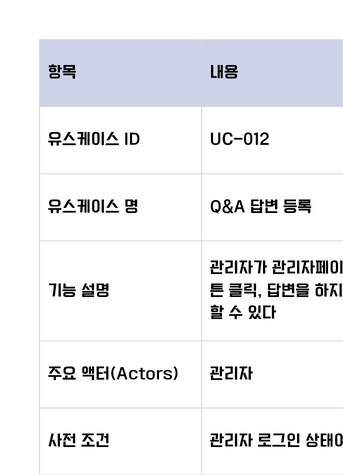 항목 내용
유스케이스 ID UC-012
유스케이스 명 Q&A 답변 등록
관리자가 관리자페이
기능 설명 튼 클릭, 답변을 하지
할 수 있다
주요 액터(Actors) 관리자
사전 조건 관리자 로그인 상태